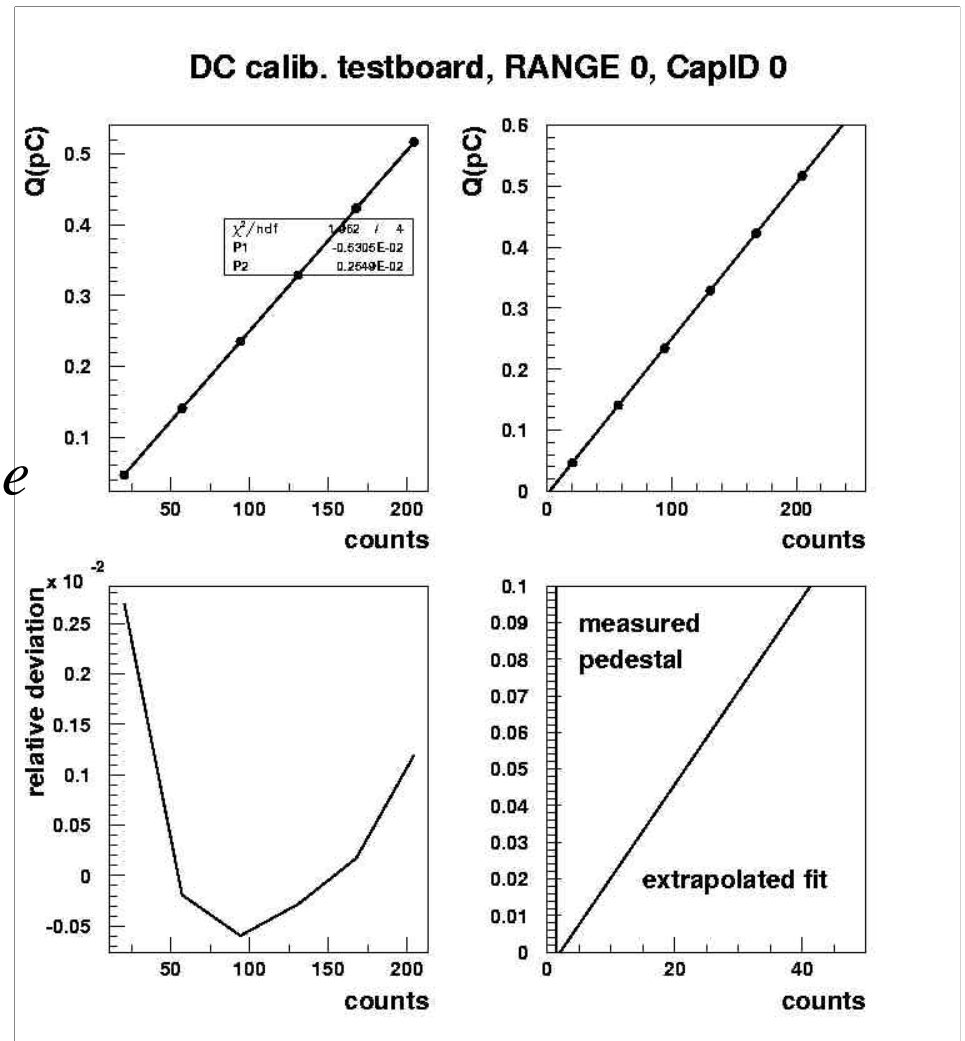 DC calib. testboard, RANGE 0, CapID 0
Q(pC)
0.5
0.4
0.3
0.2
0.1
χ²/ndf / 4
P1
P2 0.2549E-02
50 100 150 200
counts
Q(pC)
0.6
0.5
0.4
0.3
0.2
0.1
0
0 100 200
counts
e
x 10 -2
relative deviation
0.25
0.2
0.15
0.1
0.05
0
-0.05
50 100 150 200
counts
0.1
0.09
0.08
0.07
0.06
0.05
0.04
0.03
0.02
0.01
0
measured
pedestal
extrapolated fit
0 20 40
counts